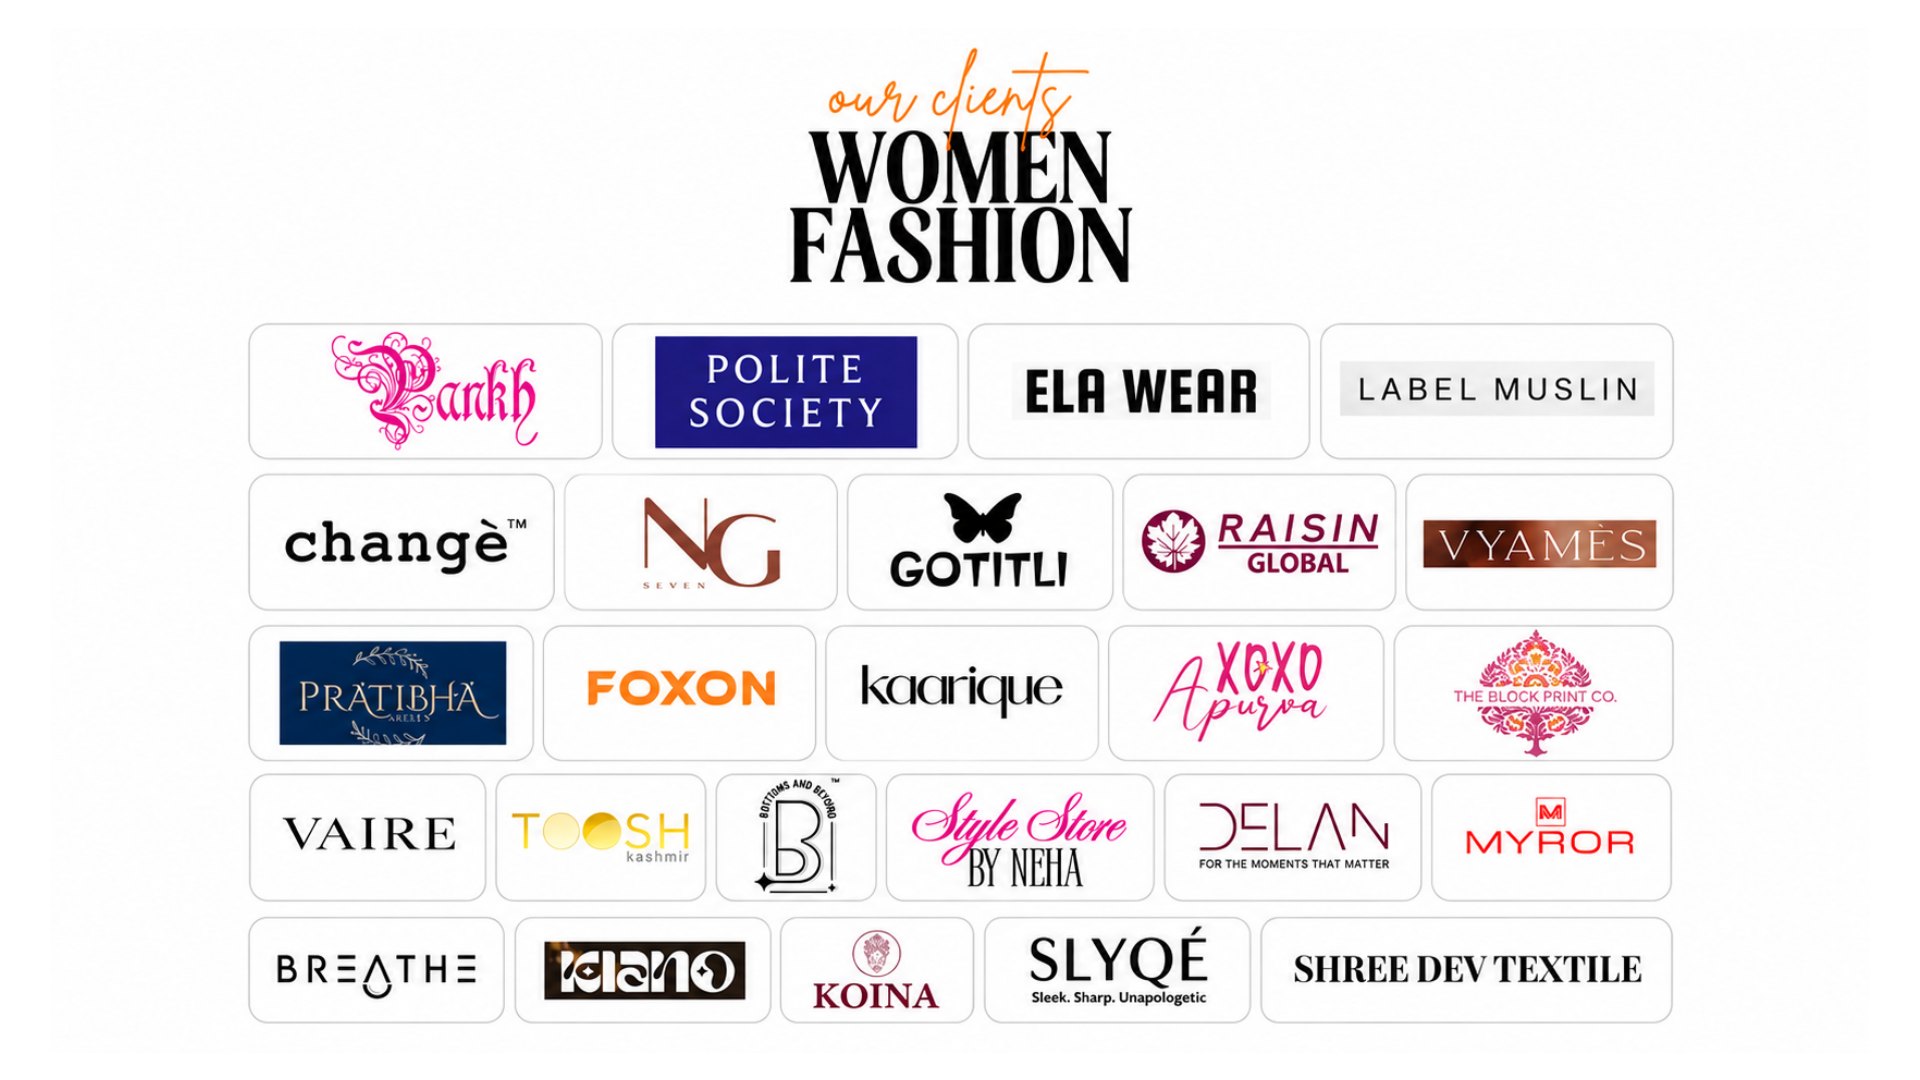 our clients
WOMEN
FASHION
Pankh
POLITE
SOCIETY
ELA WEAR
LABEL MUSLIN
changè™
NG
SEVEN
GOTITLI
RAISIN
GLOBAL
VYAMÈS
PRATIBHA
FOXON
kaarique
XOXO
Apurva
THE BLOCK PRINT CO.
VAIRE
TOOSH
kashmir
BOTTOMS AND BEYOND™
B
Style Store
BY NEHA
DELAN
FOR THE MOMENTS THAT MATTER
M
MYROR
BREATHE
KIANO
KOINA
SLYQÉ
Sleek. Sharp. Unapologetic
SHREE DEV TEXTILE